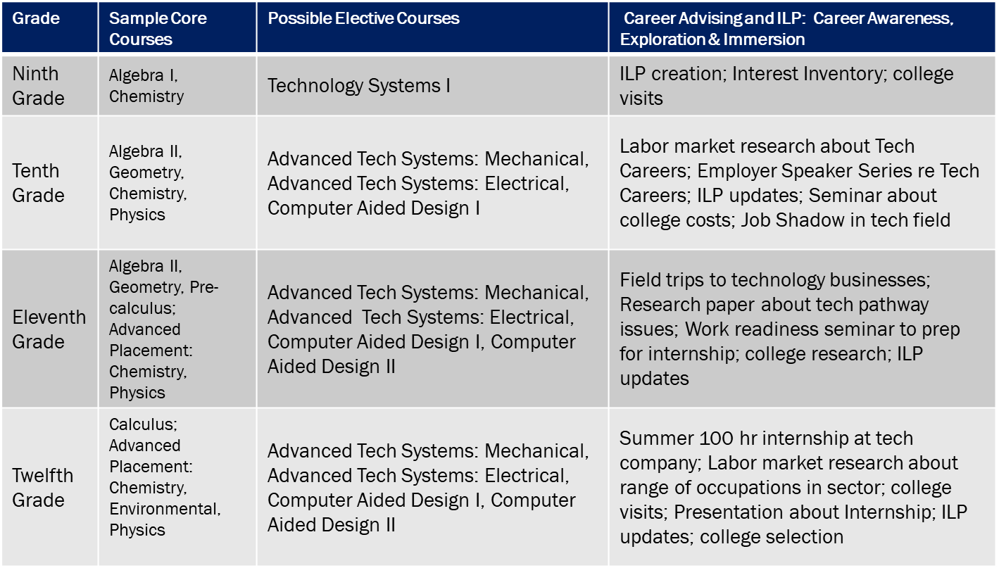 Grade
Sample Core
Courses
Possible Elective Courses
Career Advising and ILP: Career Awareness,
Exploration & Immersion
Ninth
Grade
Algebra I,
Chemistry
Technology Systems I
ILP creation; Interest Inventory; college
visits
Tenth
Grade
Algebra II,
Geometry,
Chemistry,
Physics
Advanced Tech Systems: Mechanical,
Advanced Tech Systems: Electrical,
Computer Aided Design I
Labor market research about Tech
Careers; Employer Speaker Series re Tech
Careers; ILP updates; Seminar about
college costs; Job Shadow in tech field
Eleventh
Grade
Algebra II,
Geometry, Pre-
calculus;
Advanced
Placement:
Chemistry,
Physics
Advanced Tech Systems: Mechanical,
Advanced Tech Systems: Electrical,
Computer Aided Design I, Computer
Aided Design II
Field trips to technology businesses;
Research paper about tech pathway
issues; Work readiness seminar to prep
for internship; college research; ILP
updates
Twelfth
Grade
Calculus;
Advanced
Placement:
Chemistry,
Environmental,
Physics
Advanced Tech Systems: Mechanical,
Advanced Tech Systems: Electrical,
Computer Aided Design I, Computer
Aided Design II
Summer 100 hr internship at tech
company; Labor market research about
range of occupations in sector; college
visits; Presentation about Internship; ILP
updates; college selection